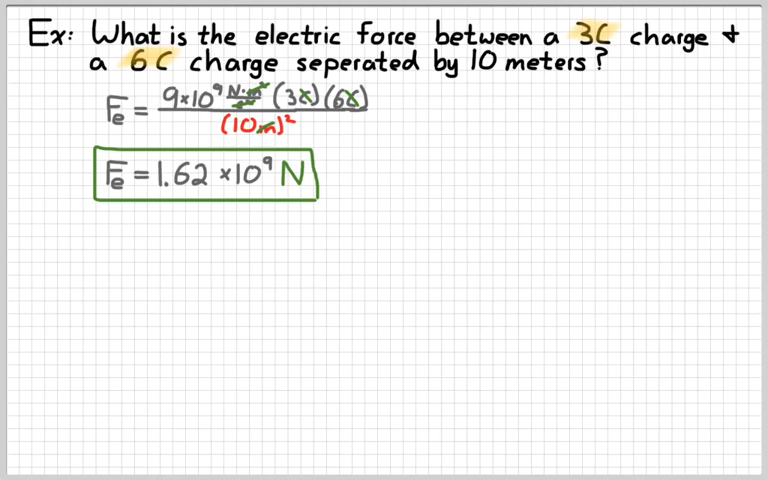 Ex: What is the electric force between a 3C charge +
a 6C charge seperated by 10 meters?
Fe = 9×10⁹ N·m²/C² (3C)(6C) / (10m)²
Fe = 1.62 ×10⁹ N